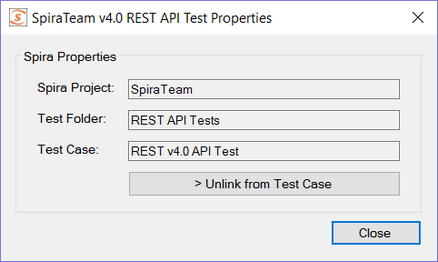 SpiraTeam v4.0 REST API Test Properties
Spira Properties
Spira Project: SpiraTeam
Test Folder: REST API Tests
Test Case: REST v4.0 API Test
> Unlink from Test Case
Close